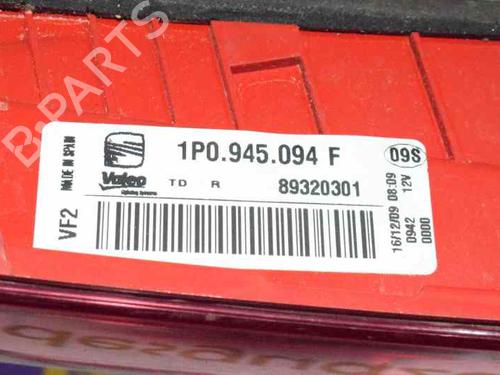 B-PARTS
MADE IN SPAIN
1P0.945.094 F
09S
Valeo
TD R
89320301
VF2
16/12/09 08:09
0942 12V
0000